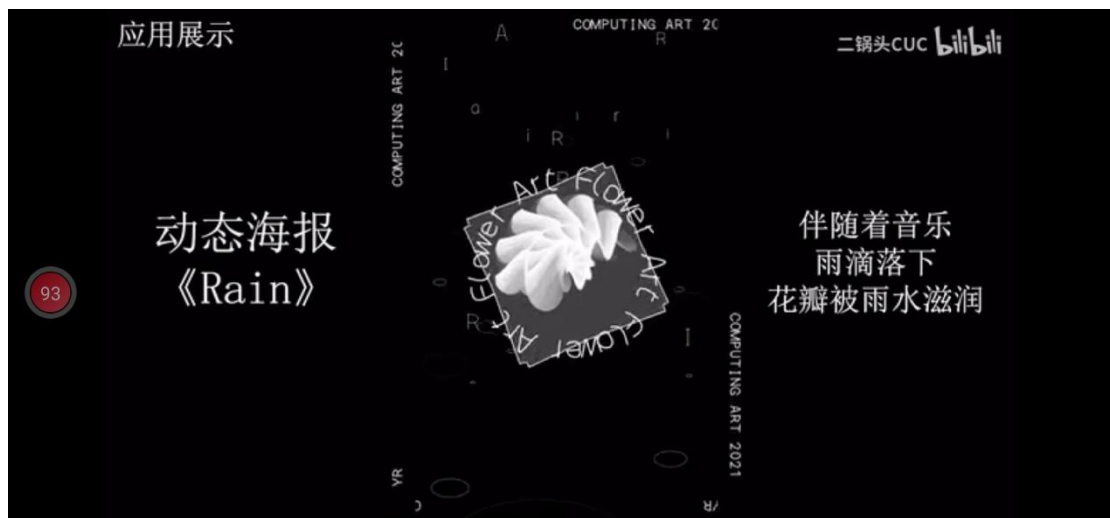 应用展示
COMPUTING ART 20
二锅头CUC bilibili
COMPUTING ART 20
A
R
I
a
i
r
i
R
i
动态海报
《Rain》
Art Flower Art Flower Art Flower
伴随着音乐
雨滴落下
花瓣被雨水滋润
93
R
I
COMPUTING ART 2021
YR